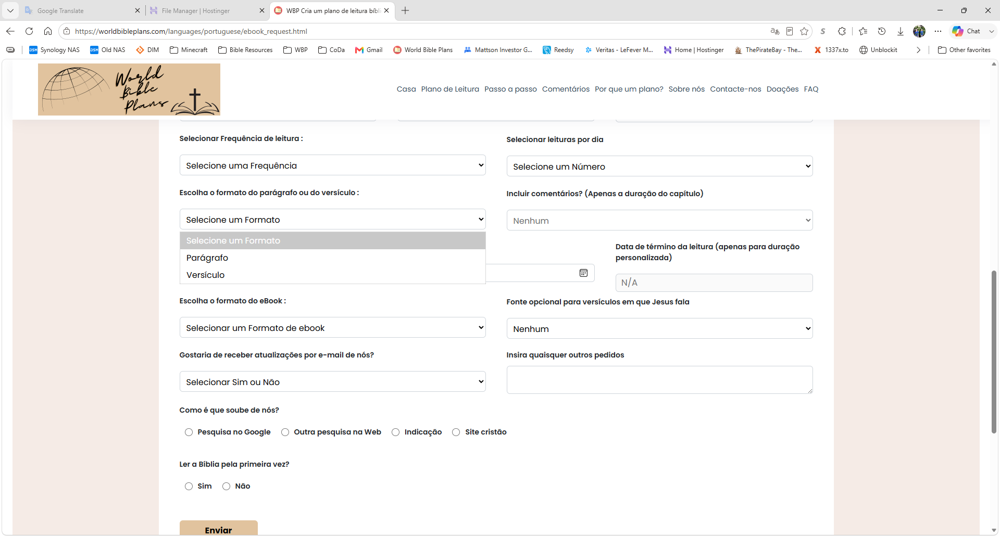 Google Translate
File Manager | Hostinger
WBP Cria um plano de leitura bíbli
https://worldbibleplans.com/languages/portuguese/ebook_request.html
Chat
Synology NAS
Old NAS
DIM
Minecraft
Bible Resources
WBP
CoDa
Gmail
World Bible Plans
Mattson Investor G...
Reedsy
Veritas - LeFever M...
Home | Hostinger
ThePirateBay - The...
1337x.to
Unblockit
Other favorites
World
Bible
Plans
Casa
Plano de Leitura
Passo a passo
Comentários
Por que um plano?
Sobre nós
Contacte-nos
Doações
FAQ
Selecionar Frequência de leitura :
Selecionar leituras por dia
Selecione uma Frequência
Selecione um Número
Escolha o formato do parágrafo ou do versículo :
Incluir comentários? (Apenas a duração do capítulo)
Selecione um Formato
Nenhum
Selecione um Formato
Parágrafo
Versículo
Data de término da leitura (apenas para duração
personalizada)
N/A
Escolha o formato do eBook :
Fonte opcional para versículos em que Jesus fala
Selecionar um Formato de ebook
Nenhum
Gostaria de receber atualizações por e-mail de nós?
Insira quaisquer outros pedidos
Selecionar Sim ou Não
Como é que soube de nós?
Pesquisa no Google
Outra pesquisa na Web
Indicação
Site cristão
Ler a Bíblia pela primeira vez?
Sim
Não
Enviar